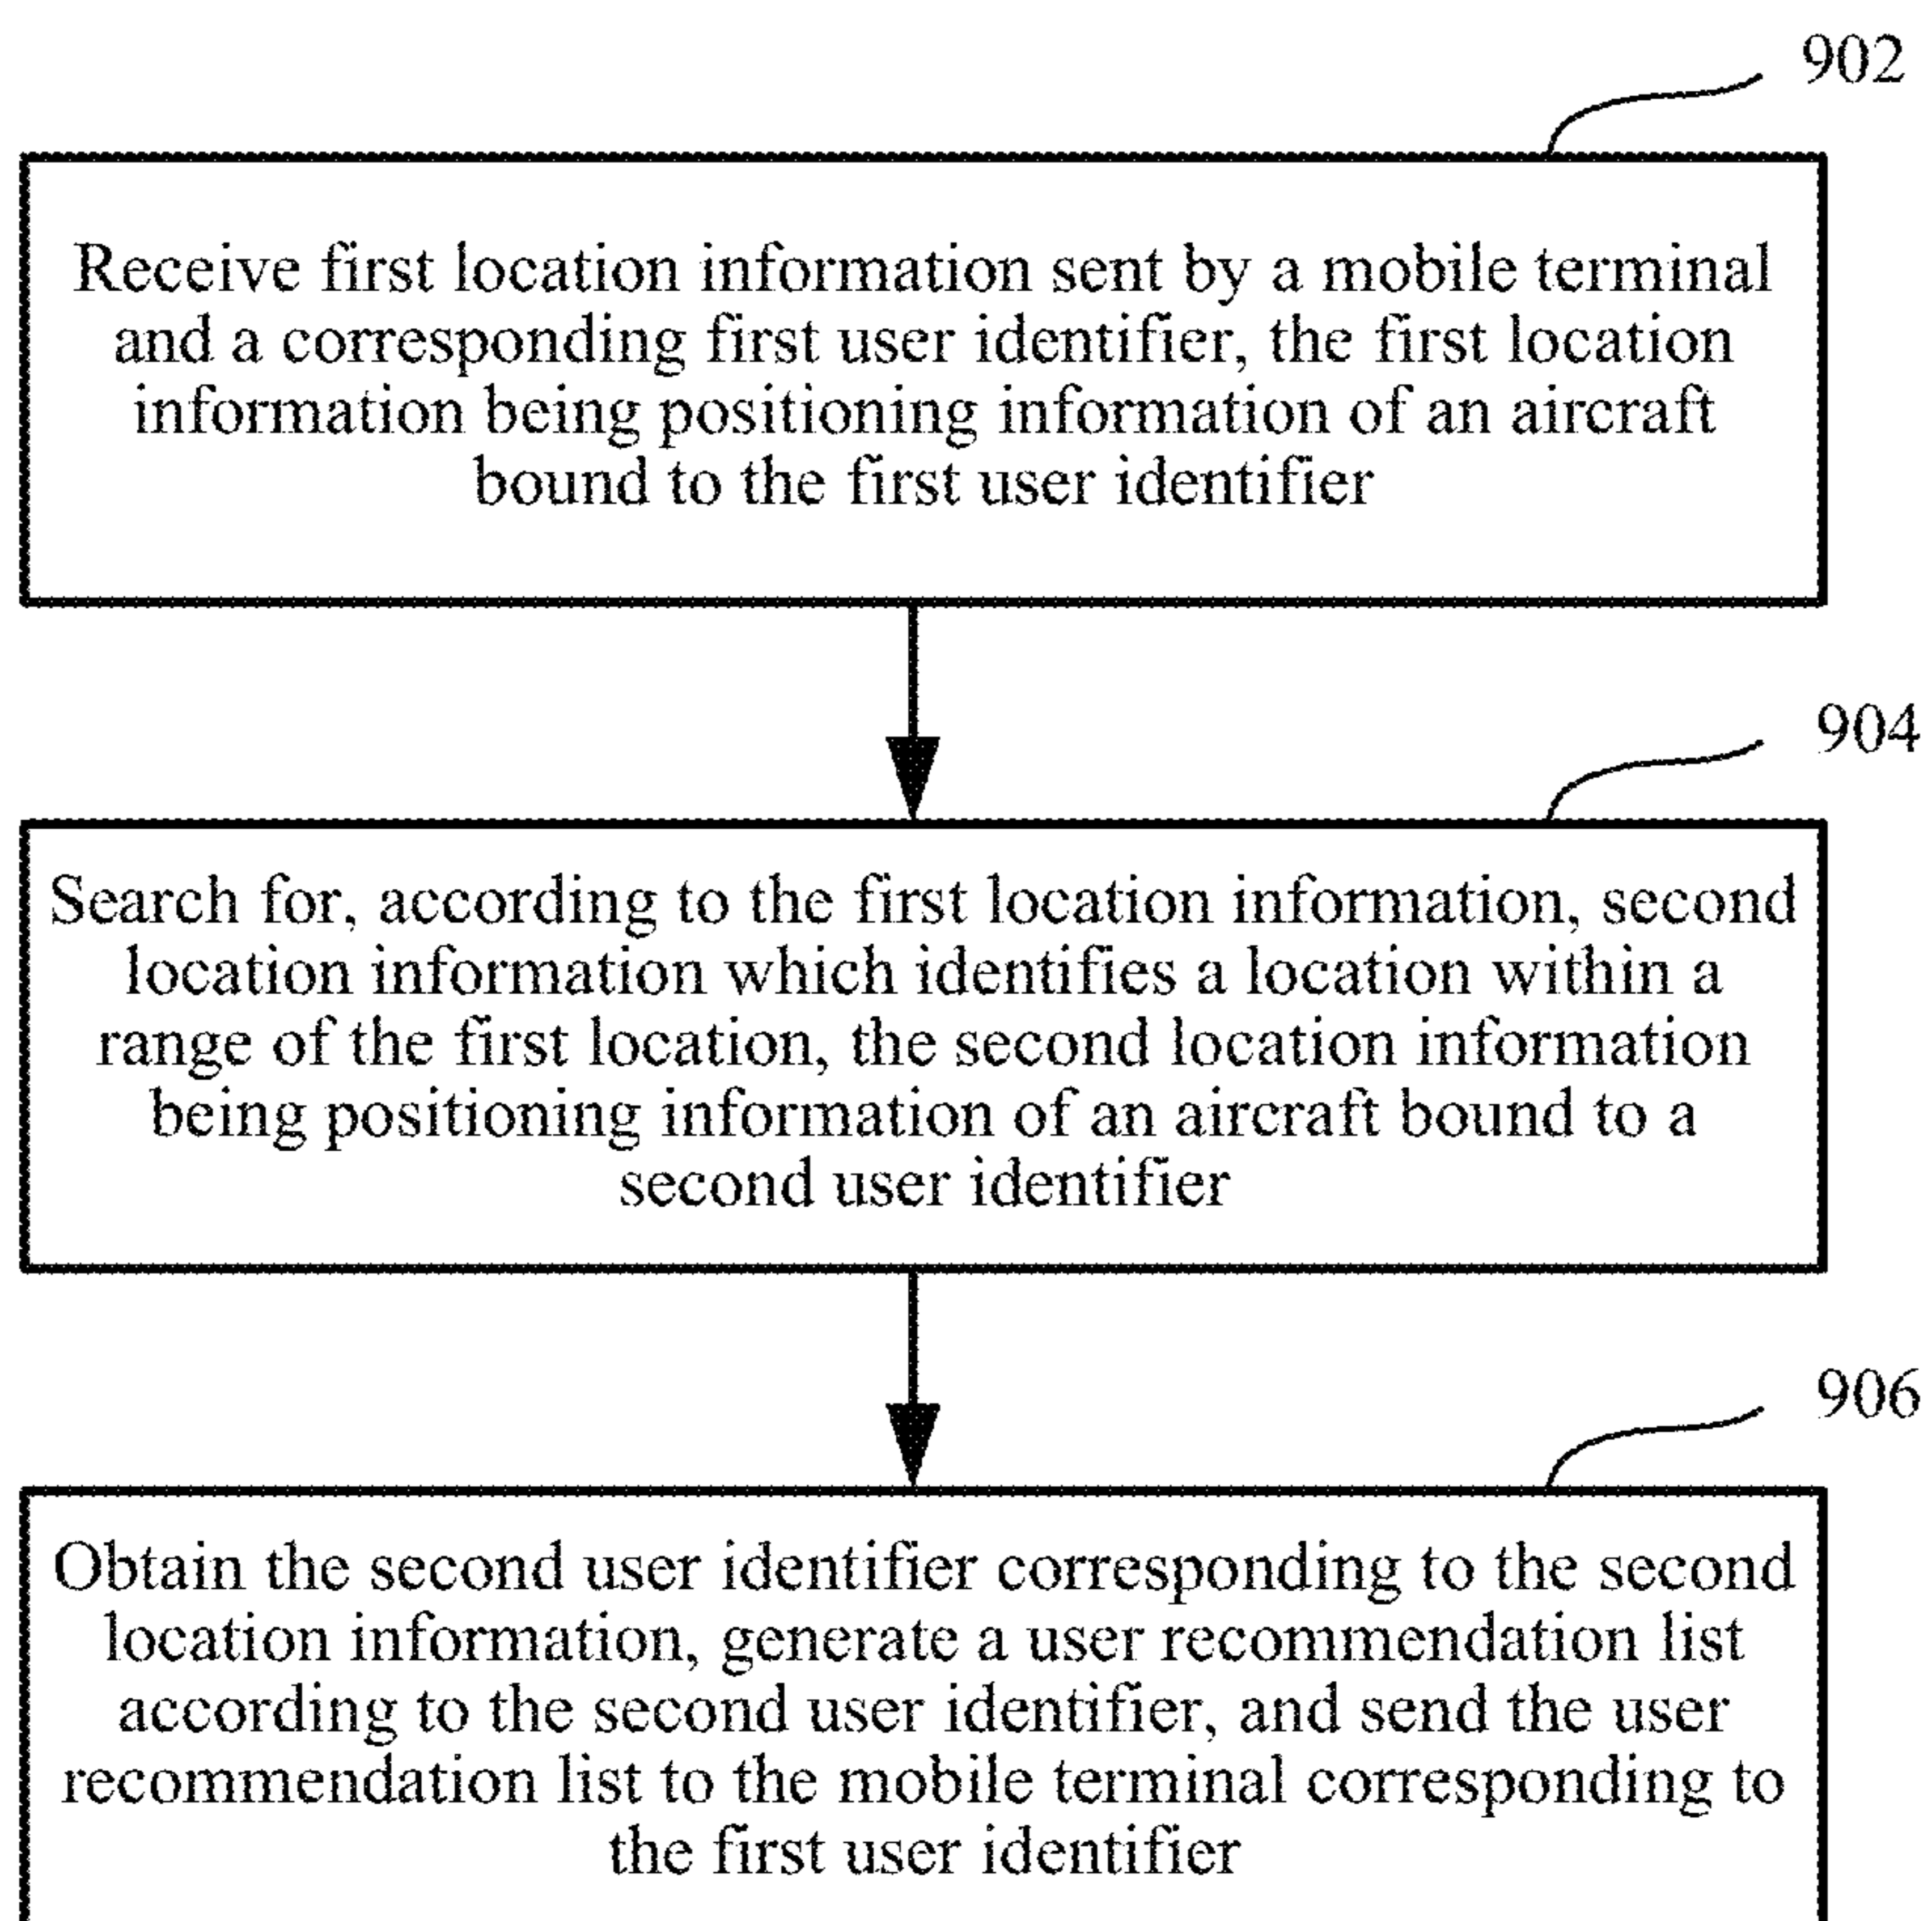 902
Receive first location information sent by a mobile terminal
and a corresponding first user identifier, the first location
information being positioning information of an aircraft
bound to the first user identifier
904
Search for, according to the first location information, second
location information which identifies a location within a
range of the first location, the second location information
being positioning information of an aircraft bound to a
second user identifier
906
Obtain the second user identifier corresponding to the second
location information, generate a user recommendation list
according to the second user identifier, and send the user
recommendation list to the mobile terminal corresponding to
the first user identifier